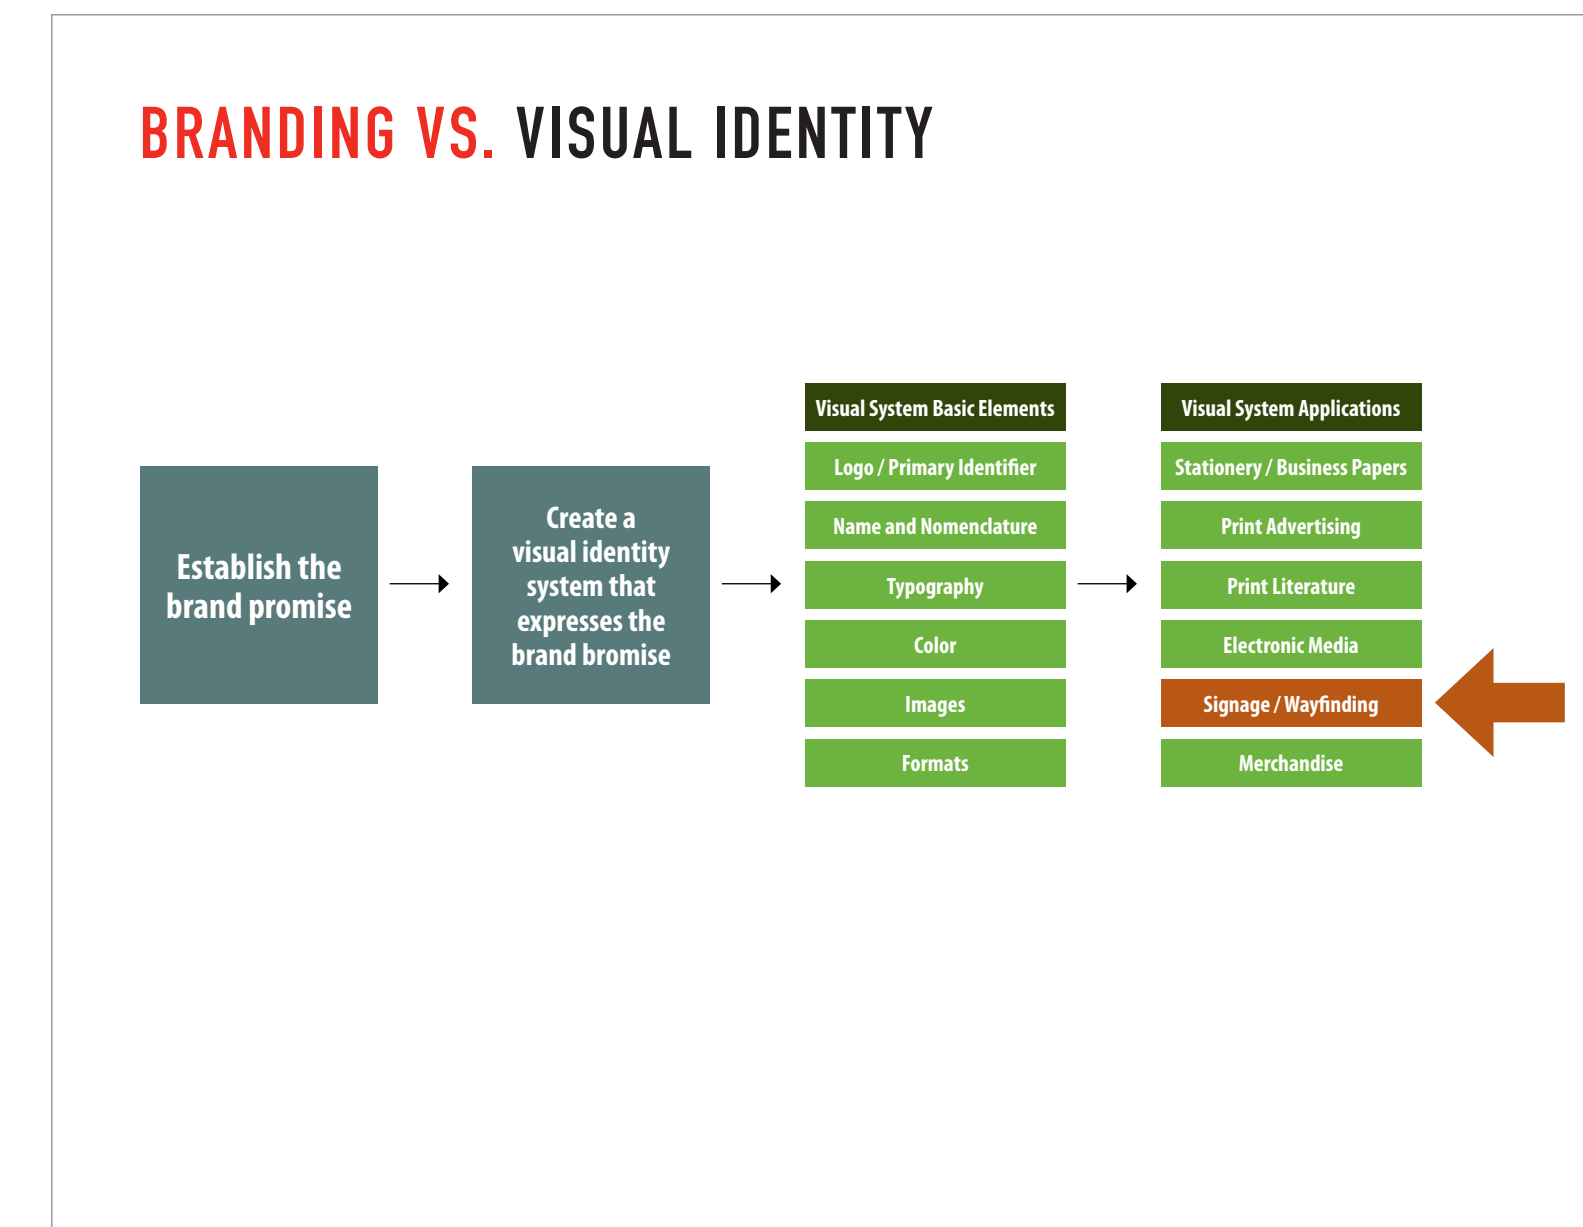 BRANDING VS. VISUAL IDENTITY
Establish the
brand promise
Create a
visual identity
system that
expresses the
brand bromise
Visual System Basic Elements
Logo / Primary Identifier
Name and Nomenclature
Typography
Color
Images
Formats
Visual System Applications
Stationery / Business Papers
Print Advertising
Print Literature
Electronic Media
Signage / Wayfinding
Merchandise